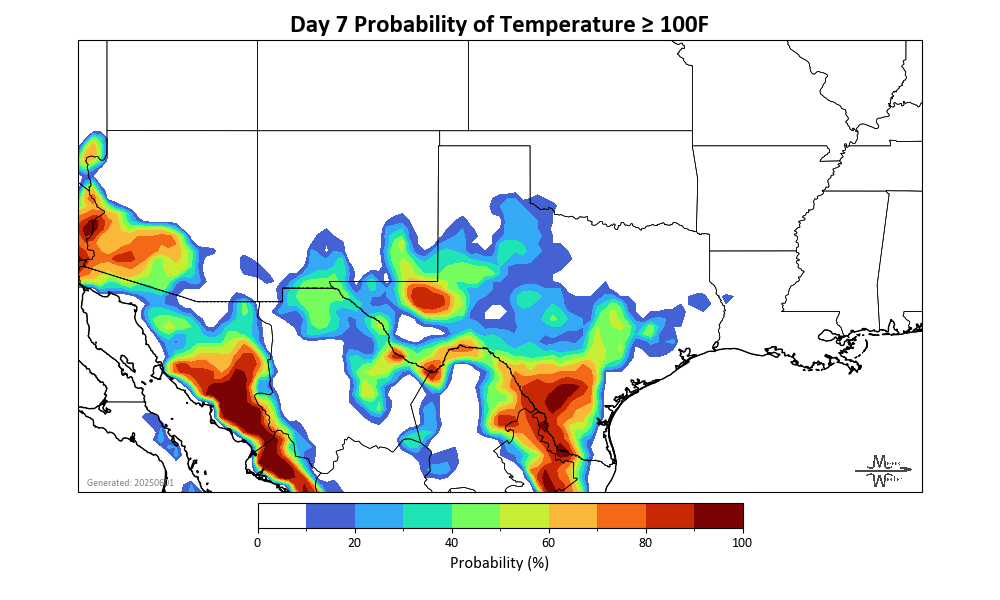 Day 7 Probability of Temperature ≥ 100F
Generated: 20250601
0 20 40 60 80 100
Probability (%)